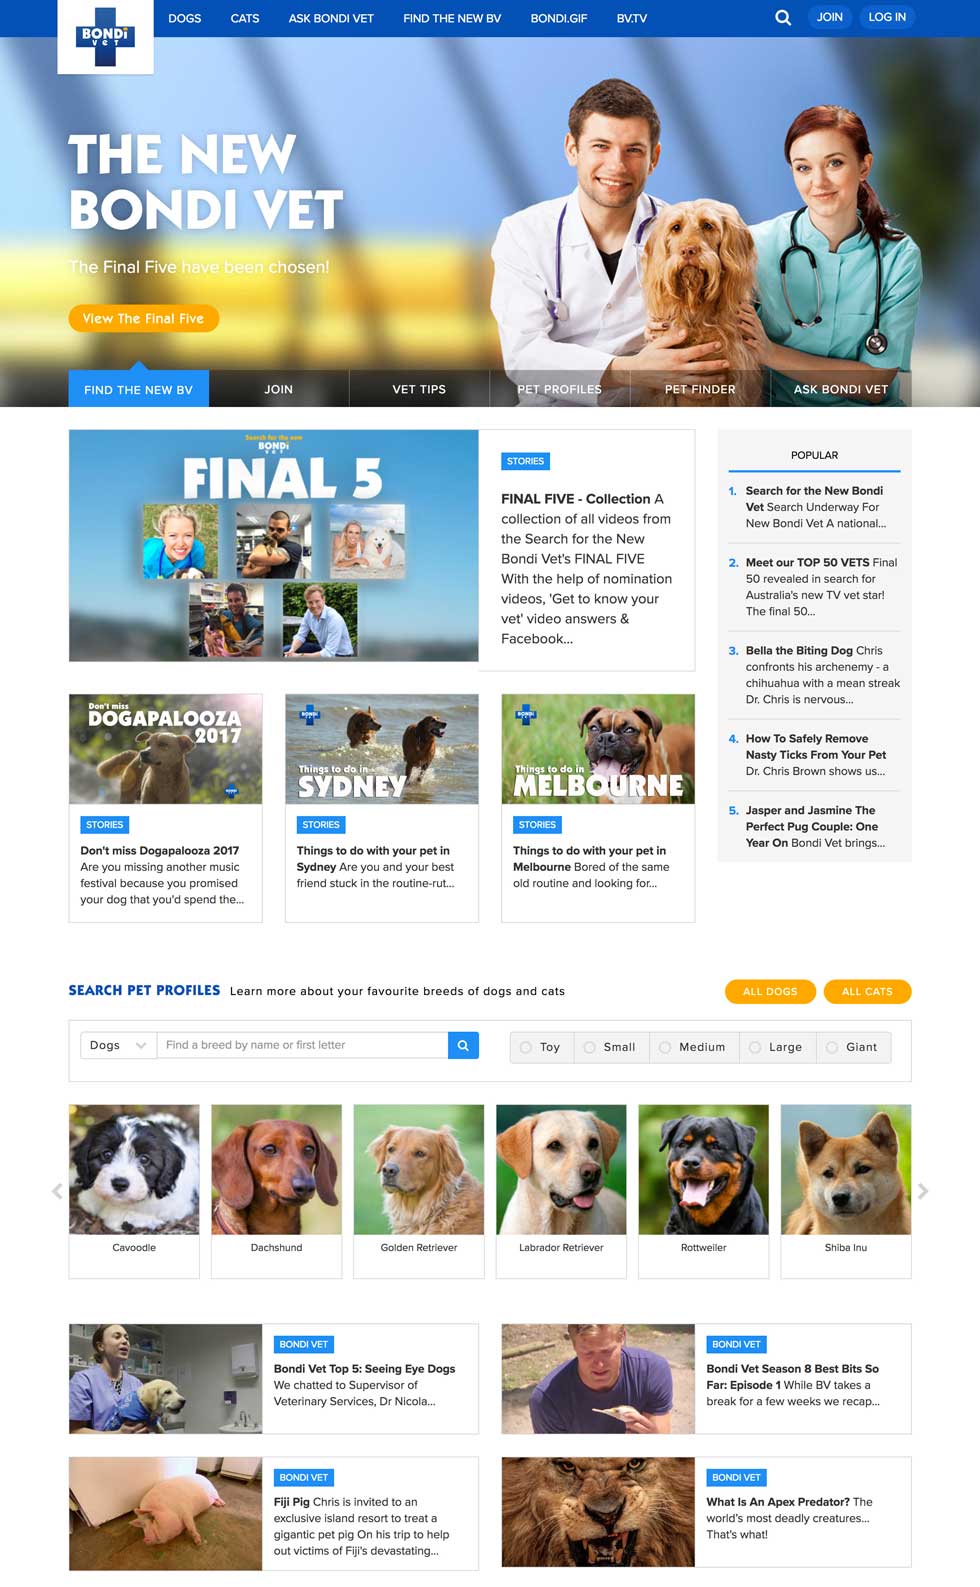 BONDi
VET
DOGS CATS ASK BONDI VET FIND THE NEW BV BONDI.GIF BV.TV JOIN LOG IN
THE NEW
BONDI VET
The Final Five have been chosen!
View The Final Five
FIND THE NEW BV JOIN VET TIPS PET PROFILES PET FINDER ASK BONDI VET
Search for the new
BONDi
VET
FINAL 5
STORIES
FINAL FIVE - Collection A
collection of all videos from
the Search for the New
Bondi Vet's FINAL FIVE
With the help of nomination
videos, 'Get to know your
vet' video answers &
Facebook...
POPULAR
1. Search for the New Bondi
Vet Search Underway For
New Bondi Vet A national...
2. Meet our TOP 50 VETS Final
50 revealed in search for
Australia's new TV vet star!
The final 50...
3. Bella the Biting Dog Chris
confronts his archenemy - a
chihuahua with a mean streak
Dr. Chris is nervous...
4. How To Safely Remove
Nasty Ticks From Your Pet
Dr. Chris Brown shows us...
5. Jasper and Jasmine The
Perfect Pug Couple: One
Year On Bondi Vet brings...
Don't miss
DOGAPALOOZA
2017
BONDi
STORIES
Don't miss Dogapalooza 2017
Are you missing another music
festival because you promised
your dog that you'd spend the...
BONDi
Things to do in
SYDNEY
STORIES
Things to do with your pet in
Sydney Are you and your best
friend stuck in the routine-rut...
BONDi
Things to do in
MELBOURNE
STORIES
Things to do with your pet in
Melbourne Bored of the same
old routine and looking for...
SEARCH PET PROFILES Learn more about your favourite breeds of dogs and cats ALL DOGS ALL CATS
Dogs Find a breed by name or first letter Toy Small Medium Large Giant
Cavoodle Dachshund Golden Retriever Labrador Retriever Rottweiler Shiba Inu
BONDI VET
Bondi Vet Top 5: Seeing Eye Dogs
We chatted to Supervisor of
Veterinary Services, Dr Nicola...
BONDI VET
Bondi Vet Season 8 Best Bits So
Far: Episode 1 While BV takes a
break for a few weeks we recap...
BONDI VET
Fiji Pig Chris is invited to an
exclusive island resort to treat a
gigantic pet pig On his trip to help
out victims of Fiji's devastating...
BONDI VET
What Is An Apex Predator? The
world's most deadly creatures...
That's what!